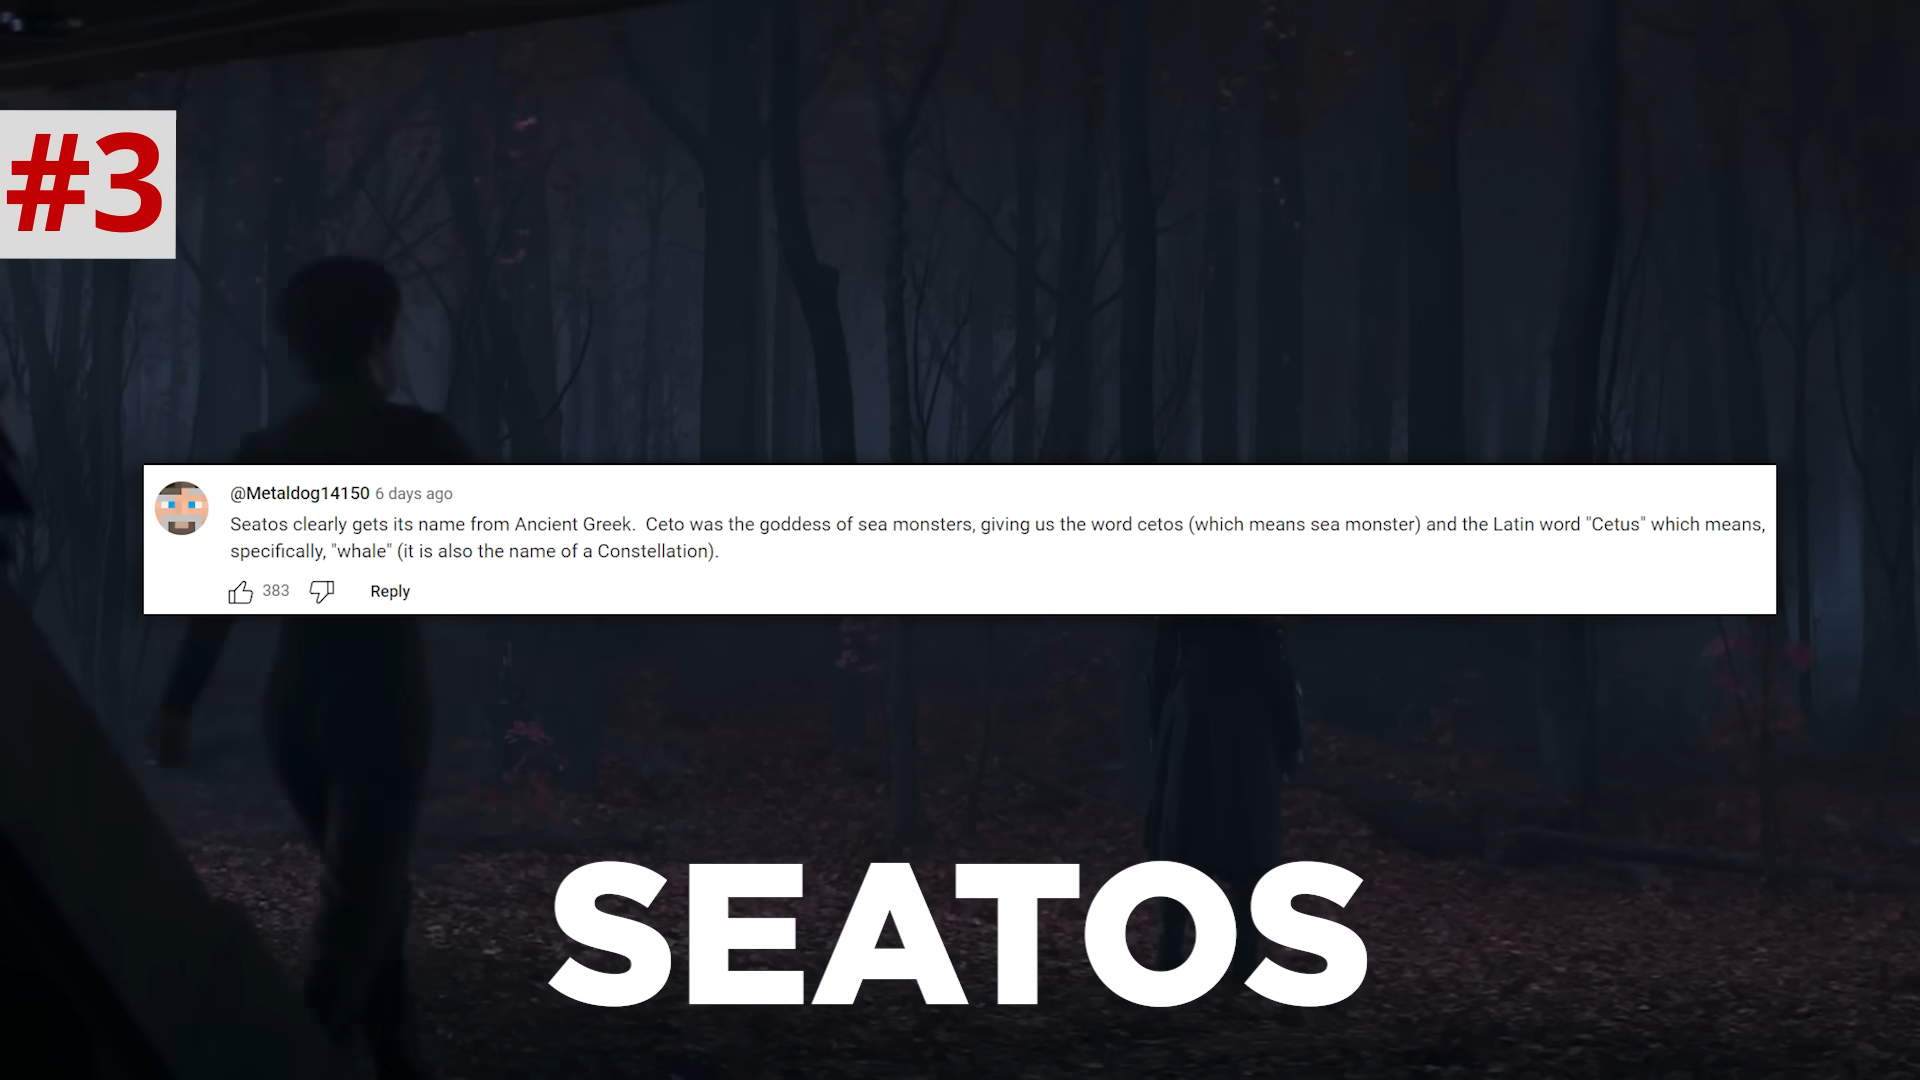 #3
@Metaldog14150 6 days ago
Seatos clearly gets its name from Ancient Greek.  Ceto was the goddess of sea monsters, giving us the word cetos (which means sea monster) and the Latin word "Cetus" which means,
specifically, "whale" (it is also the name of a Constellation).
383 Reply
SEATOS